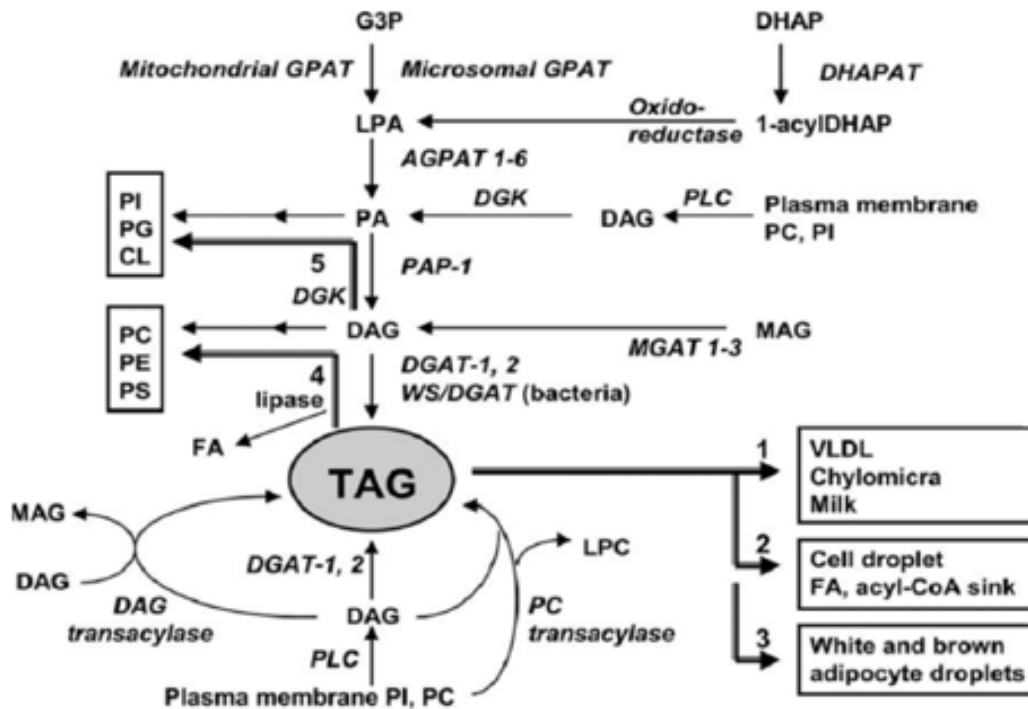 G3P
DHAP
Mitochondrial GPAT
Microsomal GPAT
DHAPAT
LPA
Oxido-
reductase
1-acylDHAP
AGPAT 1-6
PI
PG
CL
PA
DGK
DAG
PLC
Plasma membrane
PC, PI
5
DGK
PAP-1
PC
PE
PS
DAG
MGAT 1-3
MAG
4
lipase
DGAT-1, 2
WS/DGAT (bacteria)
FA
TAG
1
VLDL
Chylomicra
Milk
MAG
DAG
DAG
transacylase
DGAT-1, 2
LPC
2
Cell droplet
FA, acyl-CoA sink
DAG
PC
transacylase
3
White and brown
adipocyte droplets
PLC
Plasma membrane PI, PC